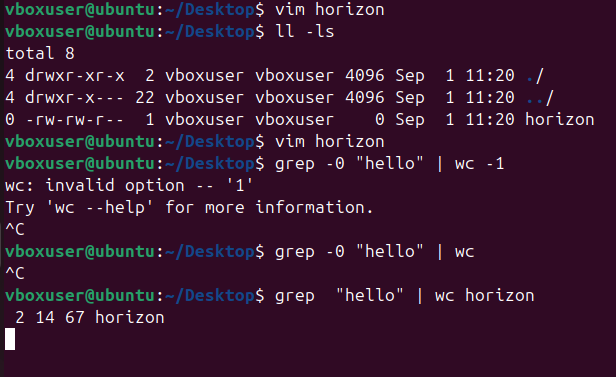 vboxuser@ubuntu:~/Desktop$ vim horizon
vboxuser@ubuntu:~/Desktop$ ll -ls
total 8
4 drwxr-xr-x  2 vboxuser vboxuser 4096 Sep  1 11:20 ./
4 drwxr-x--- 22 vboxuser vboxuser 4096 Sep  1 11:20 ../
0 -rw-rw-r--  1 vboxuser vboxuser    0 Sep  1 11:20 horizon
vboxuser@ubuntu:~/Desktop$ vim horizon
vboxuser@ubuntu:~/Desktop$ grep -0 "hello" | wc -1
wc: invalid option -- '1'
Try 'wc --help' for more information.
^C
vboxuser@ubuntu:~/Desktop$ grep -0 "hello" | wc
^C
vboxuser@ubuntu:~/Desktop$ grep  "hello" | wc horizon
 2 14 67 horizon